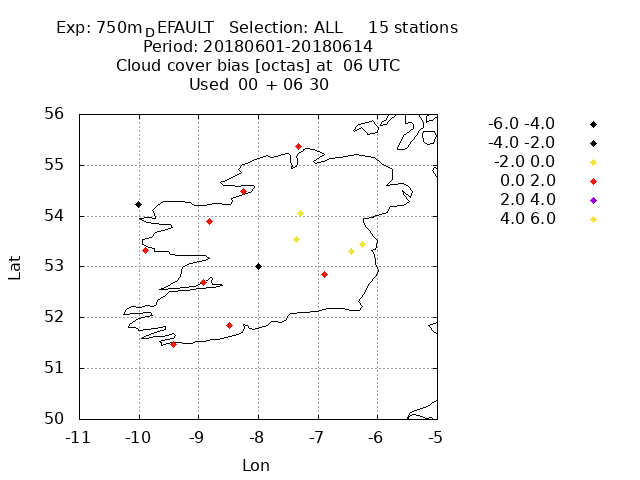 Exp: 750m_DEFAULT   Selection: ALL     15 stations
Period: 20180601-20180614
Cloud cover bias [octas] at  06 UTC
Used  00  + 06 30
-6.0 -4.0
-4.0 -2.0
-2.0 0.0
0.0 2.0
2.0 4.0
4.0 6.0
56
55
54
53
52
51
50
Lat
-11 -10 -9 -8 -7 -6 -5
Lon